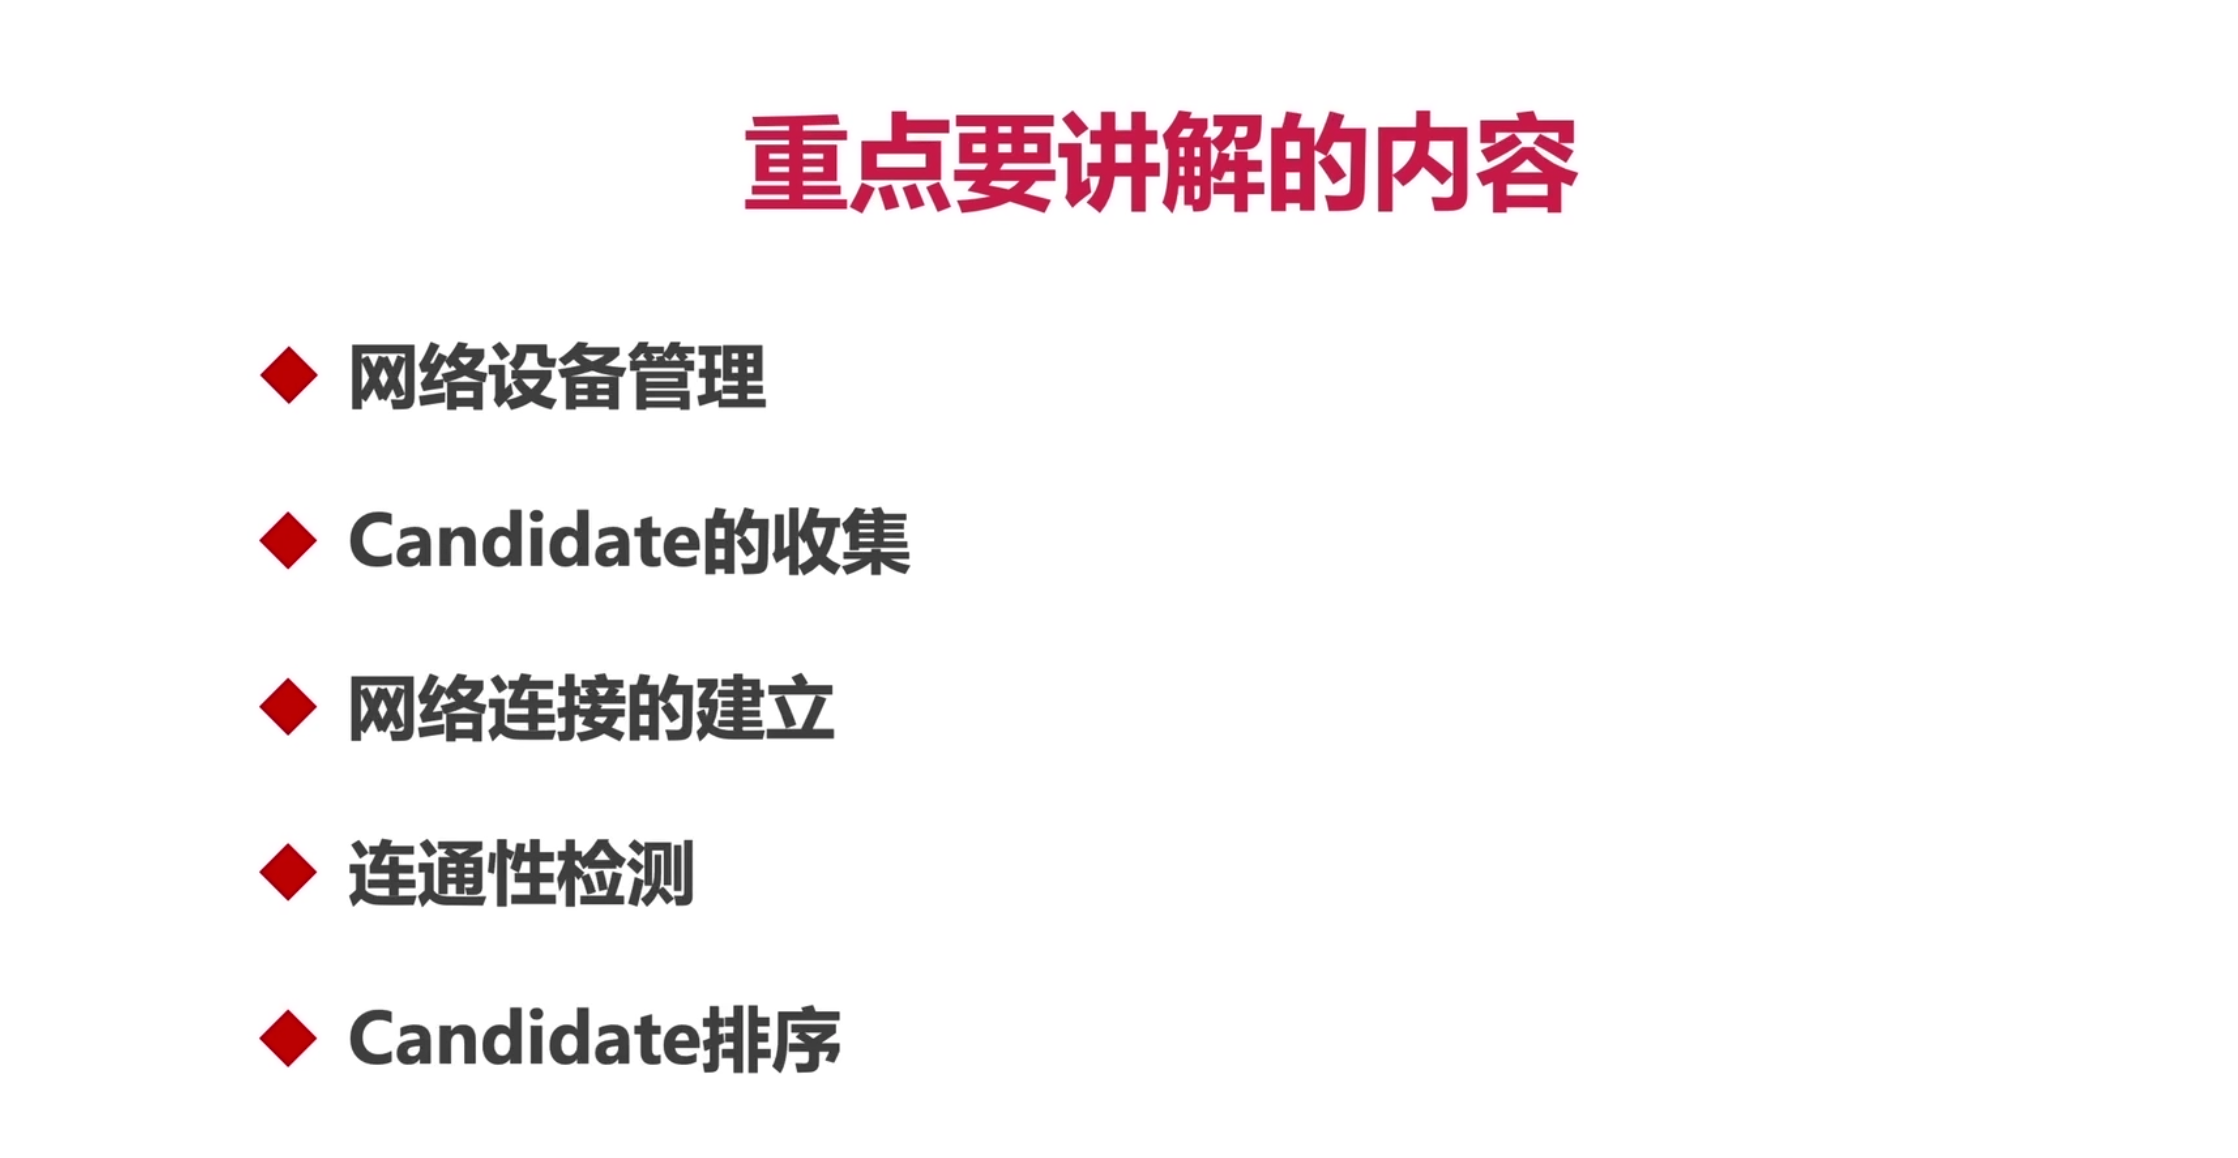 重点要讲解的内容
网络设备管理
Candidate的收集
网络连接的建立
连通性检测
Candidate排序